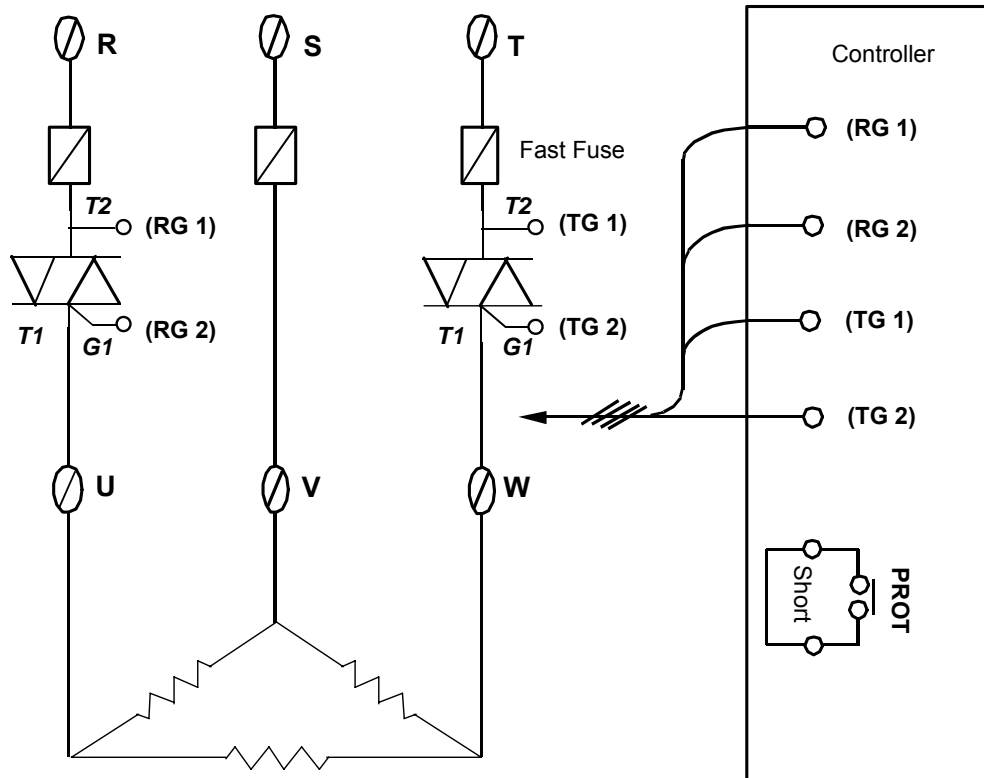 R
S
T
Controller
Fast Fuse
(RG 1)
T2
(RG 1)
T2
(TG 1)
(RG 2)
T1
G1
(RG 2)
T1
G1
(TG 2)
(TG 1)
(TG 2)
U
V
W
Short
PROT